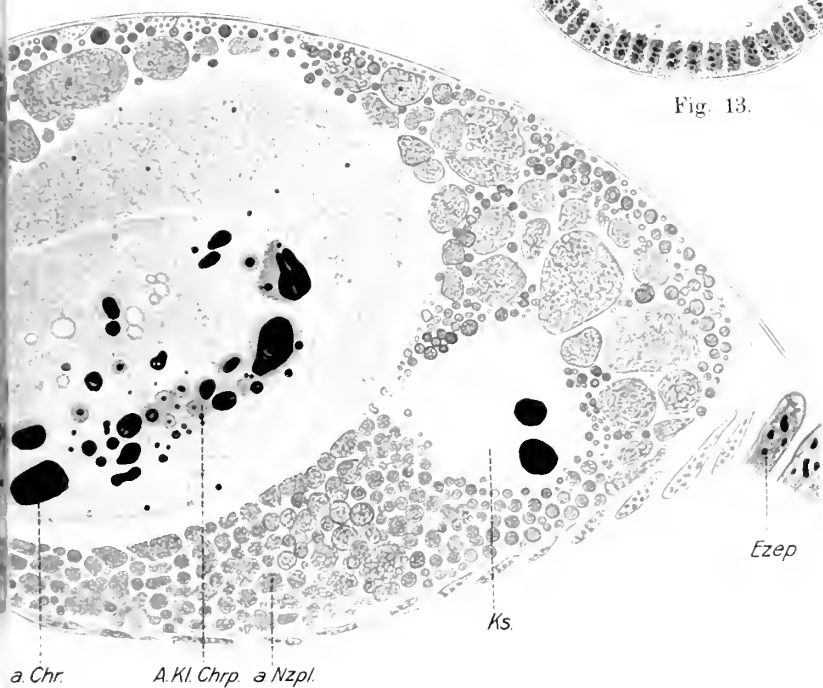 Fig. 13.
Ezep
Ks.
a. Chr. A. Kl. Chrp. a Nzpl.